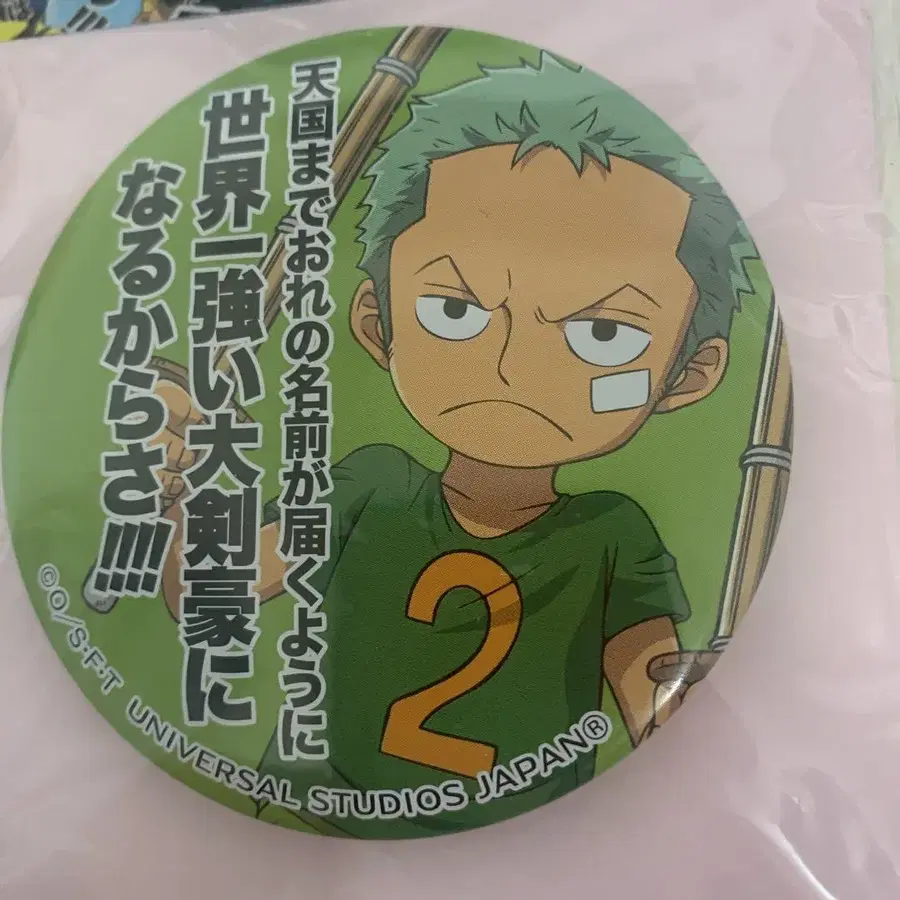 天国までおれの名前が届くように
世界一強い大剣豪に
なるからさ!!!!
2
©O/S・F・T UNIVERSAL STUDIOS JAPAN®